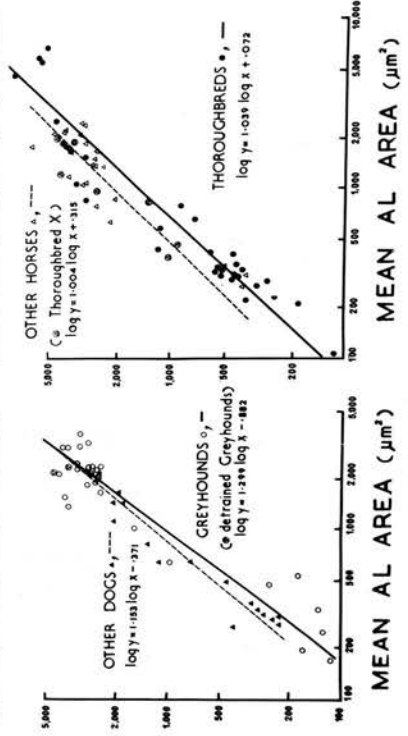 5,000
2,000
1,000
500
200
100
OTHER DOGS ▲, ---
log y=1·153 log X -·371
GREYHOUNDS ○, —
(⊛ detrained Greyhounds)
log y=1·299 log X -·882
100
200
500
1,000
2,000
5,000
MEAN AL AREA (μm²)
5,000
2,000
1,000
500
200
OTHER HORSES △, ---
(⊚ Thoroughbred X)
log y=1·004 log X +·315
THOROUGHBREDS ●, —
log y=1·039 log X +·072
100
200
500
1,000
2,000
5,000
10,000
MEAN AL AREA (μm²)